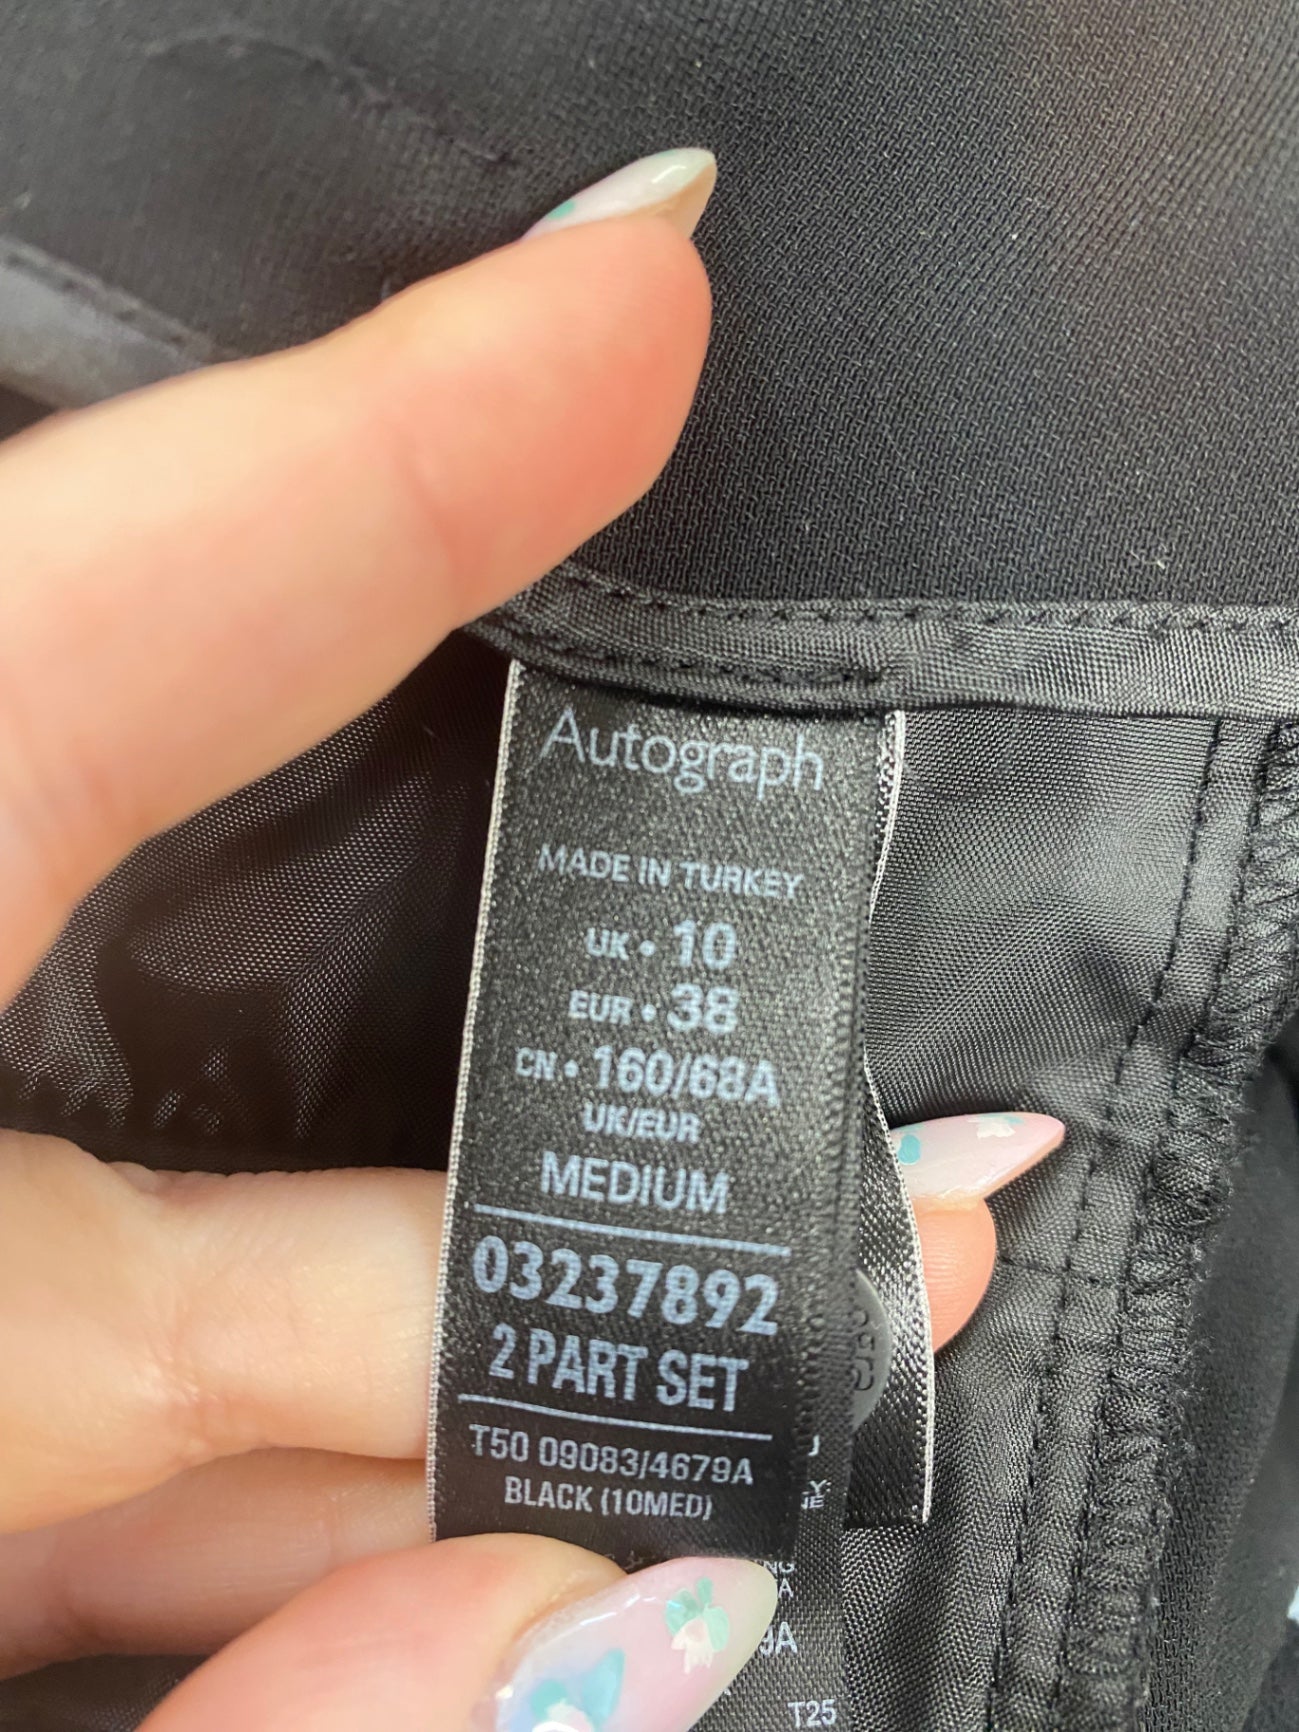 Autograph
MADE IN TURKEY
UK • 10
EUR • 38
CN • 160/68A
UK/EUR
MEDIUM
03237892
2 PART SET
T50 09083/4679A
BLACK (10MED)
T25